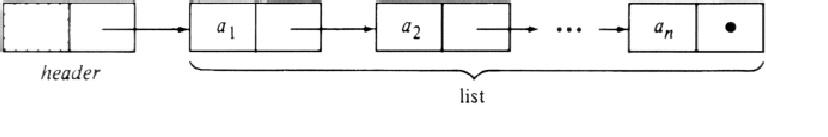 a1 a2 ... an
header
list